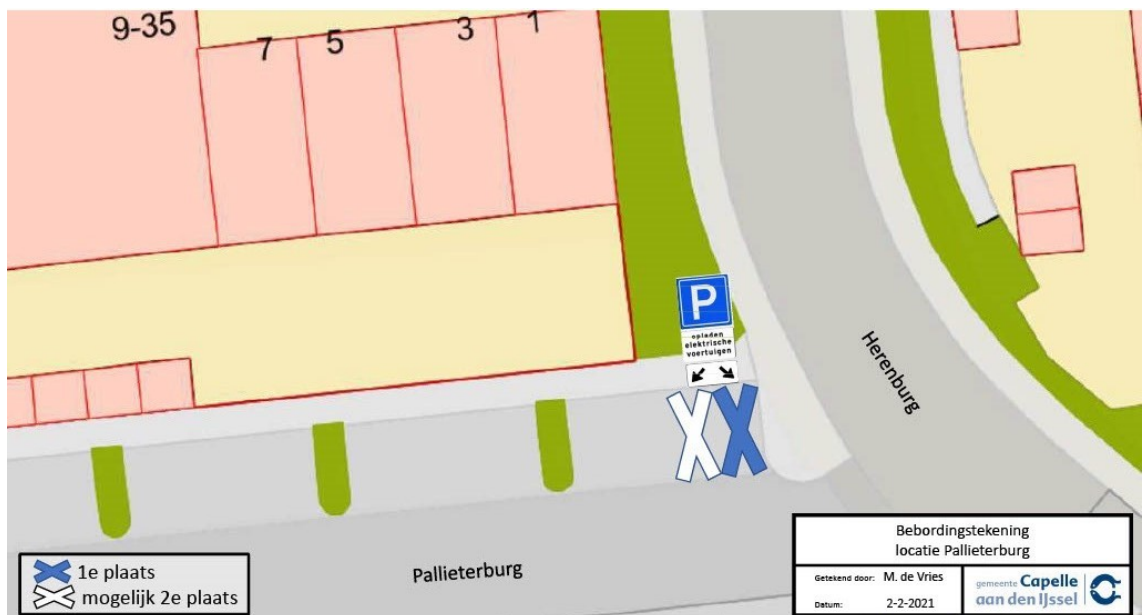 9-35
7
5
3
1
P
opladen
elektrische
voertuigen
Herenburg
Pallieterburg
1e plaats
mogelijk 2e plaats
Bebordingstekening
locatie Pallieterburg
Getekend door: M. de Vries
Datum: 2-2-2021
gemeente Capelle
aan den IJssel